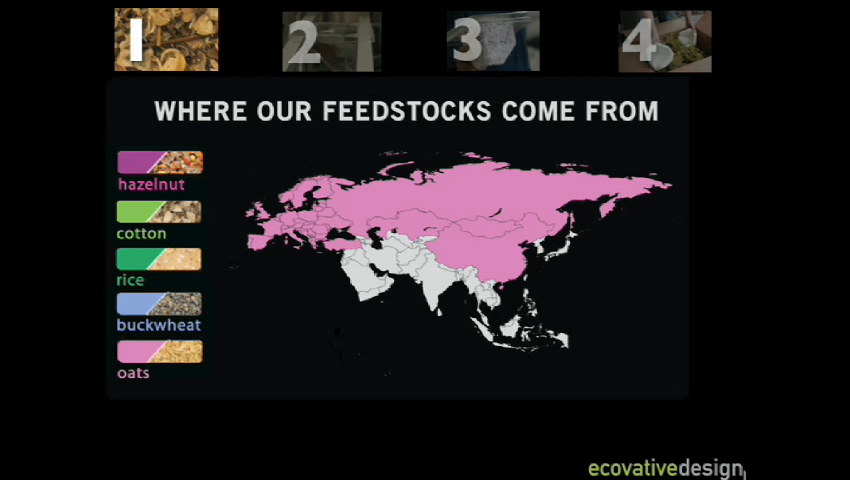 1 2 3 4
WHERE OUR FEEDSTOCKS COME FROM
hazelnut
cotton
rice
buckwheat
oats
ecovativedesign